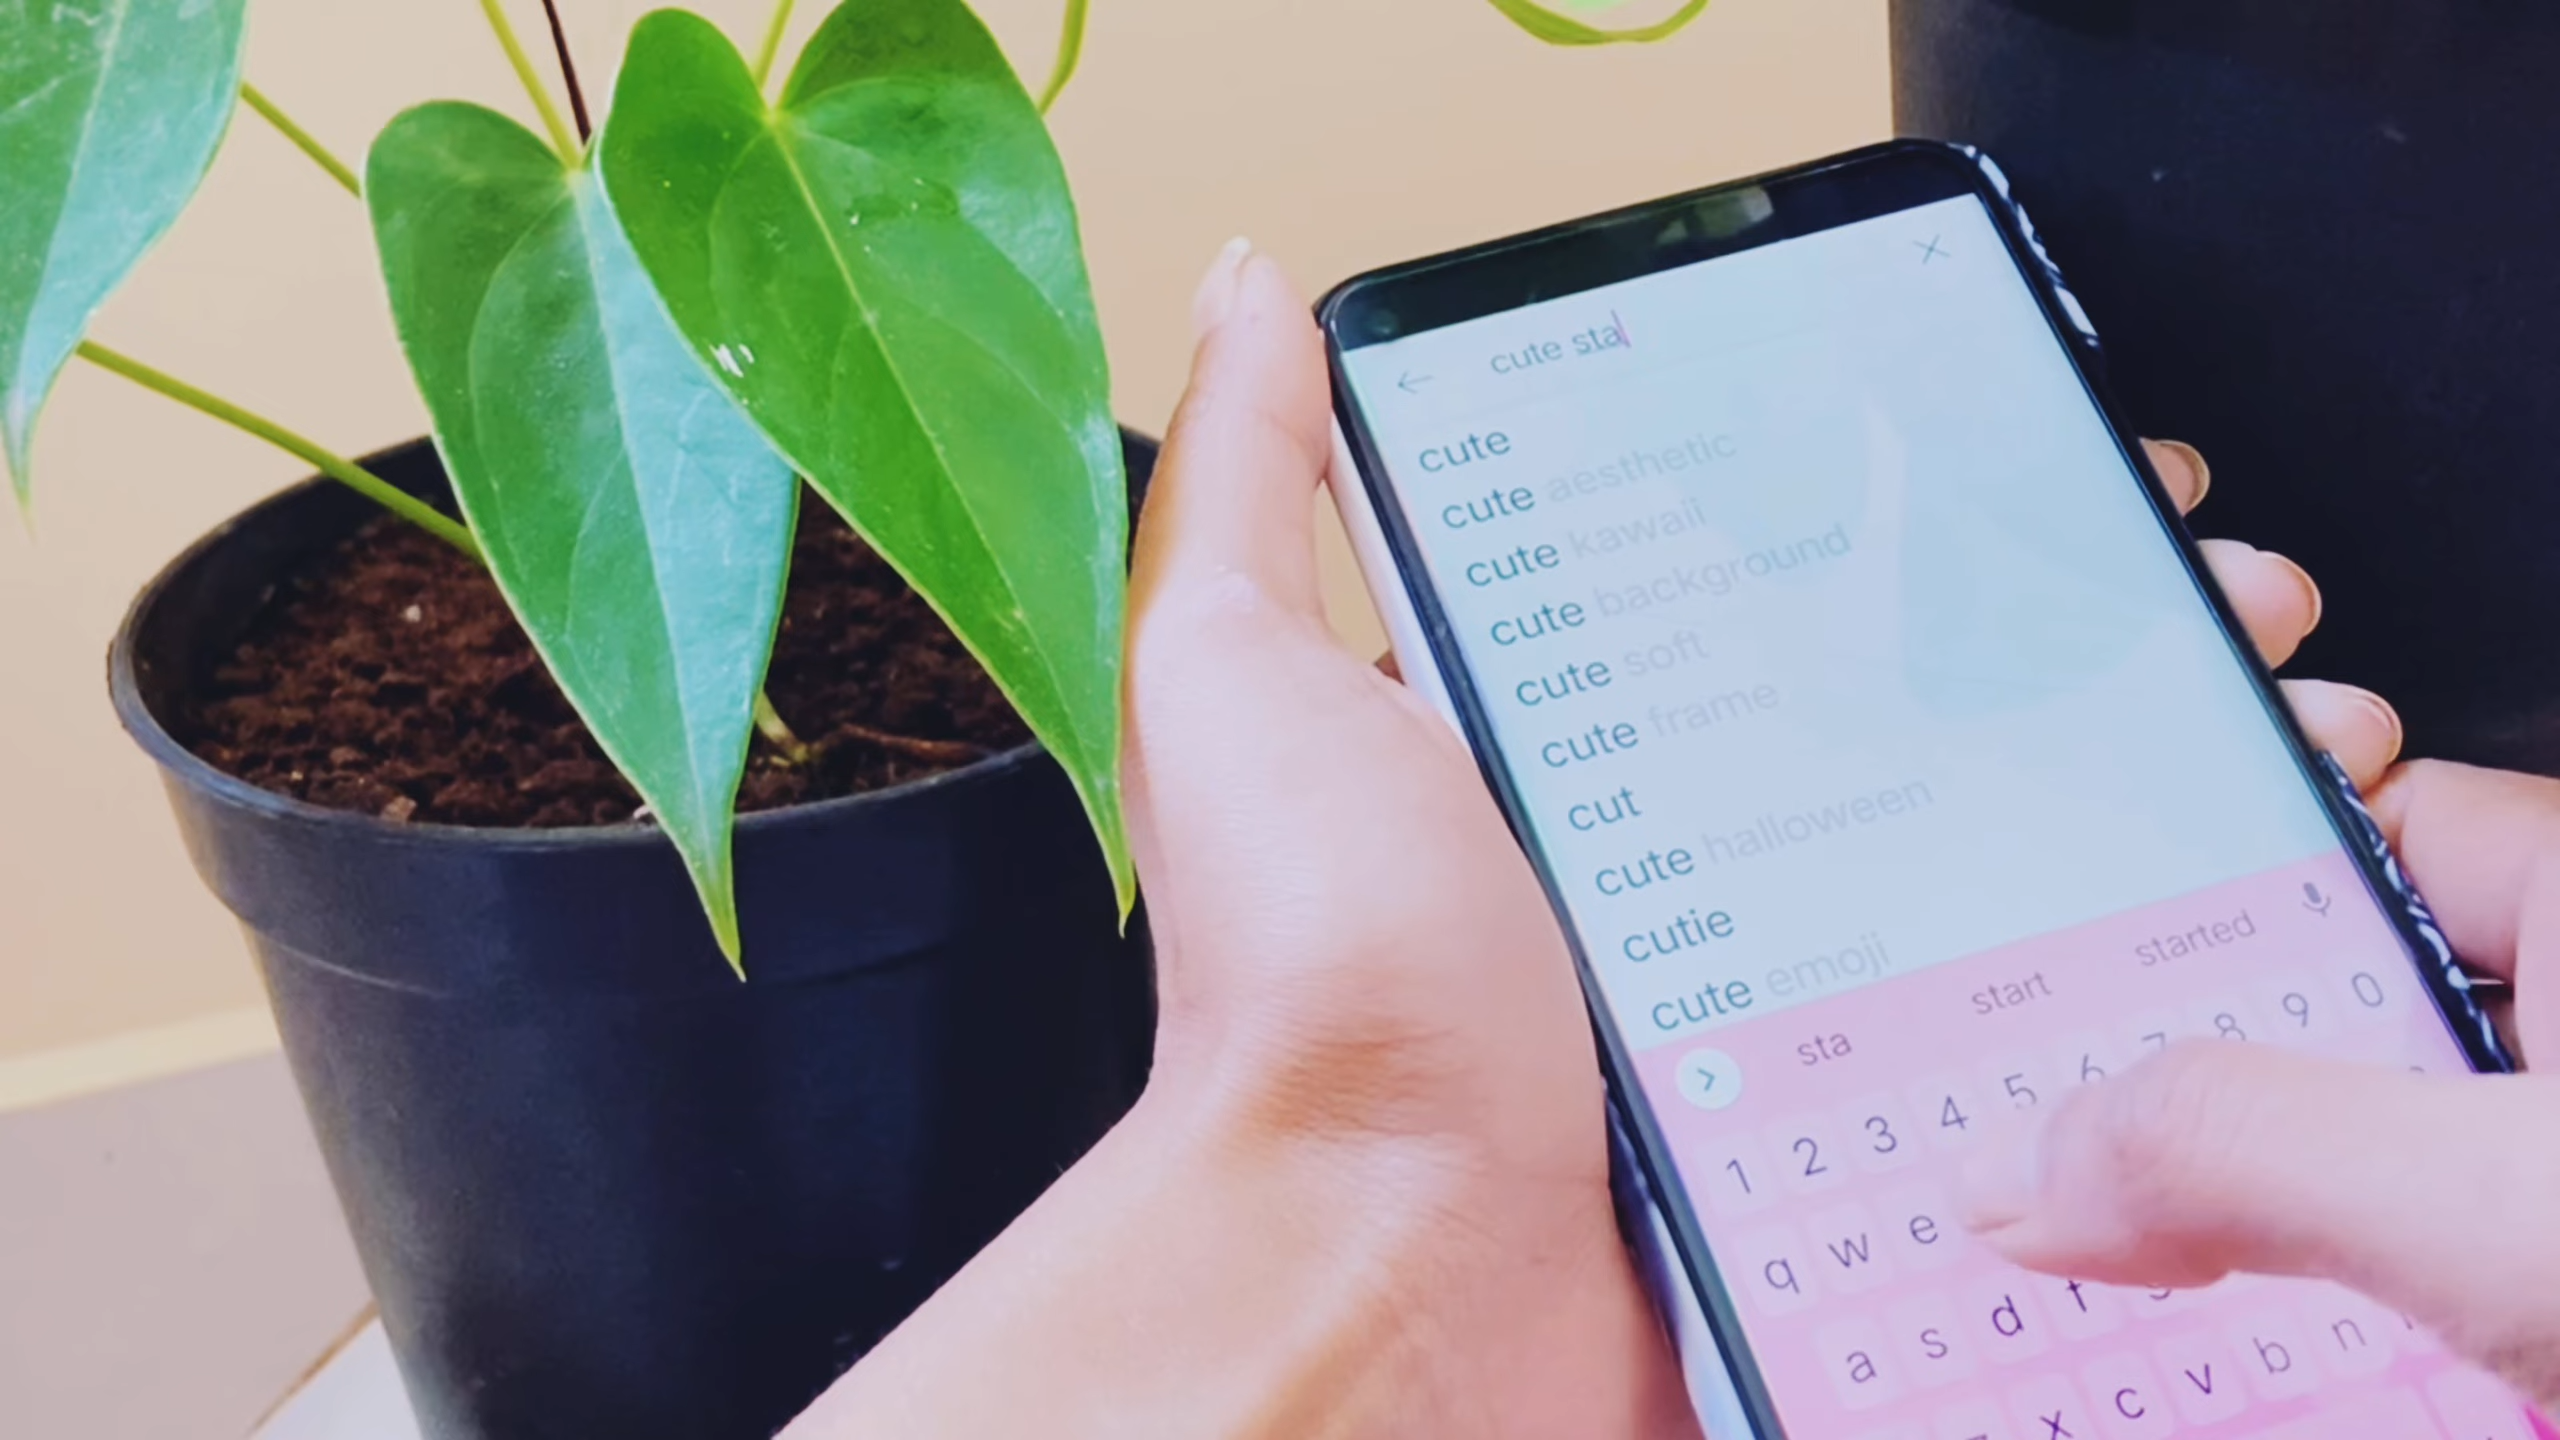 cute sta
cute
cute aesthetic
cute kawaii
cute background
cute soft
cute frame
cut
cute halloween
cutie
cute emoji
sta start started
1 2 3 4 5 6 7 8 9 0
q w e
a s d f g
z x c v b n